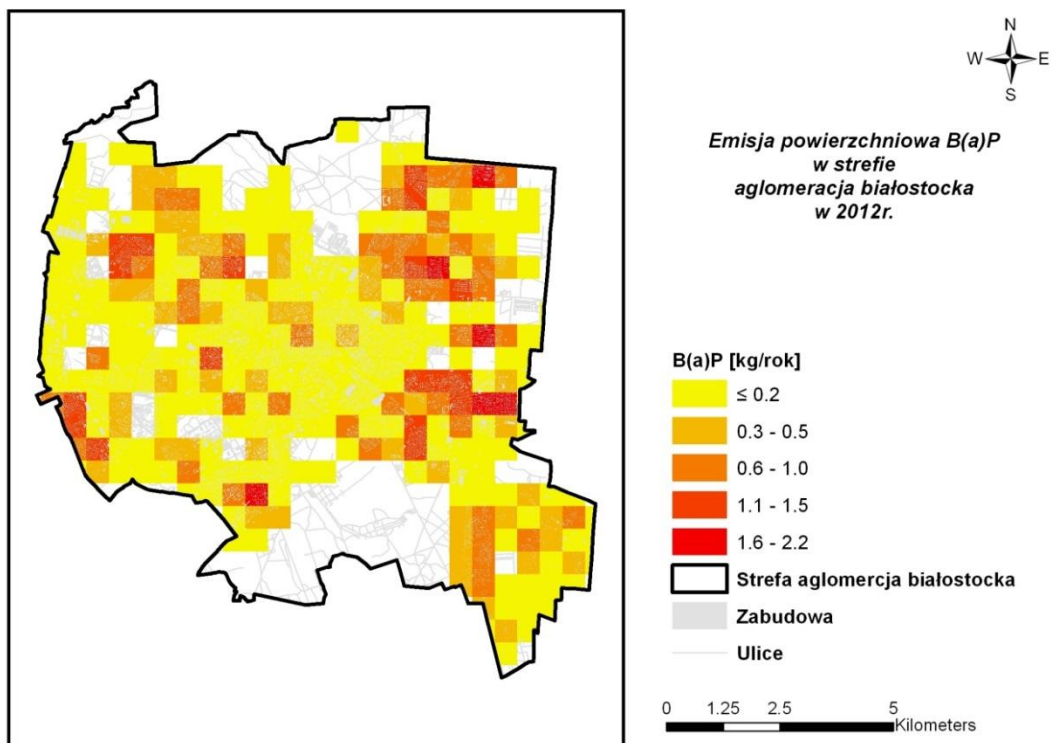 N
W E
S
Emisja powierzchniowa B(a)P
w strefie
aglomeracja białostocka
w 2012r.
B(a)P [kg/rok]
≤ 0.2
0.3 - 0.5
0.6 - 1.0
1.1 - 1.5
1.6 - 2.2
Strefa aglomercja białostocka
Zabudowa
Ulice
0 1.25 2.5 5
Kilometers